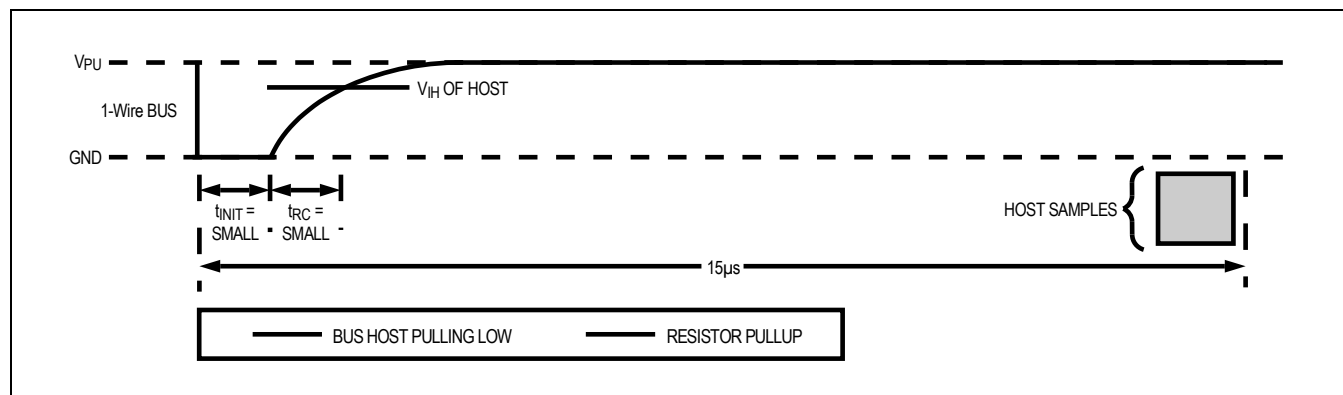 VPU
VIH OF HOST
1-Wire BUS
GND
tINIT =
SMALL
tRC =
SMALL
HOST SAMPLES
15µs
BUS HOST PULLING LOW
RESISTOR PULLUP